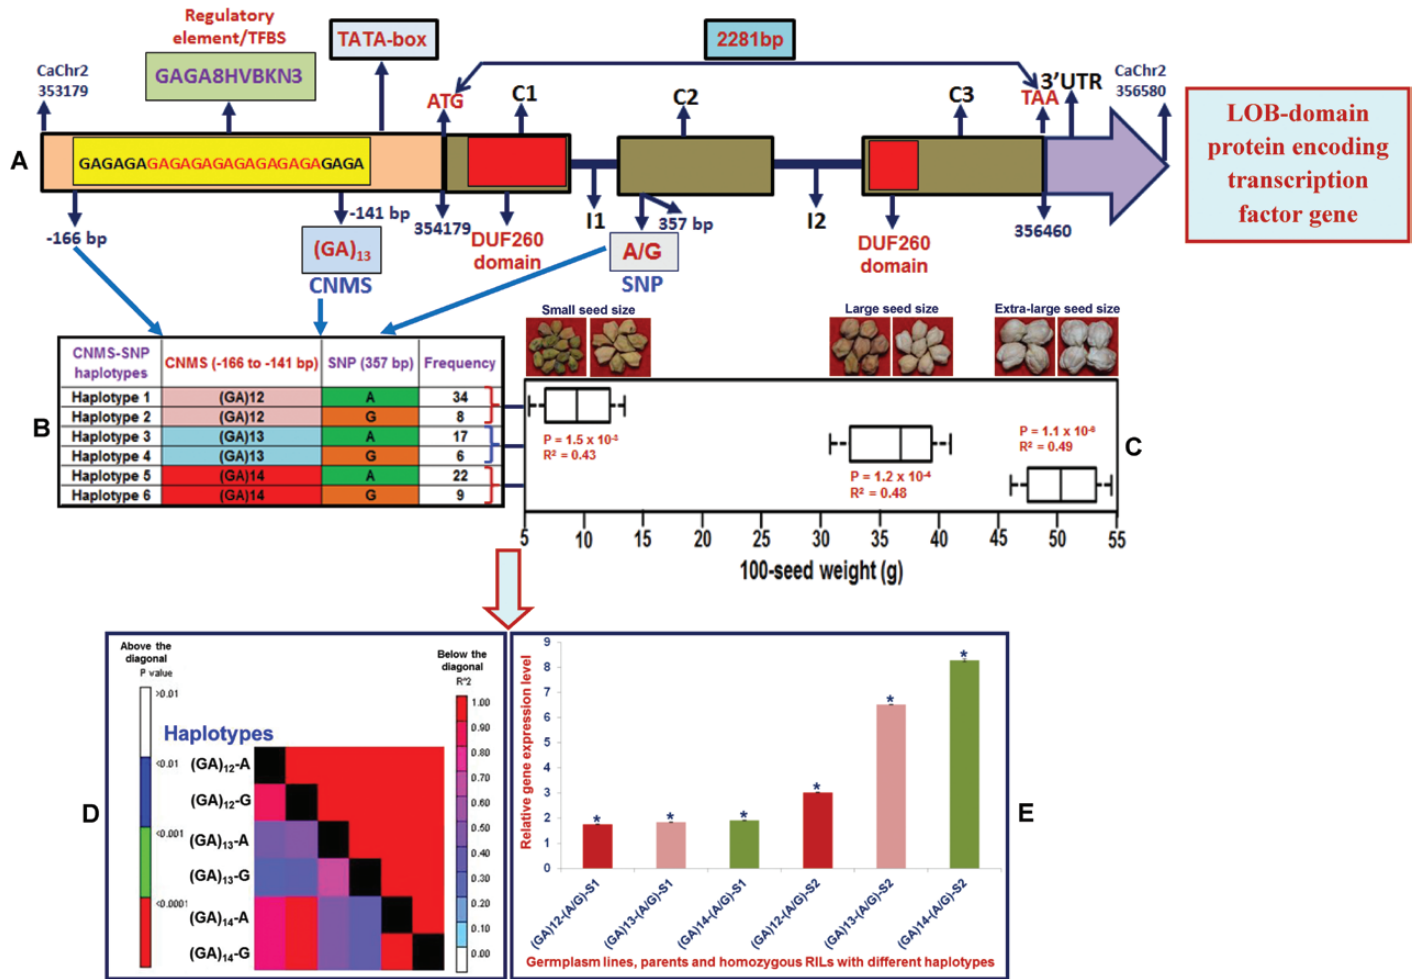 Regulatory
element/TFBS
TATA-box
2281bp
CaChr2
353179
GAGA8HVBKN3
ATG
C1
C2
C3
TAA
3'UTR
CaChr2
356580
A
GAGAGAGAGAGAGAGAGAGAGAGAGA
LOB-domain
protein encoding
transcription
factor gene
-166 bp
-141 bp
354179
I1
357 bp
I2
356460
(GA)13
CNMS
DUF260
domain
A/G
SNP
DUF260
domain
Small seed size
Large seed size
Extra-large seed size
B
CNMS-SNP haplotypes CNMS (-166 to -141 bp) SNP (357 bp) Frequency
Haplotype 1 (GA)12 A 34
Haplotype 2 (GA)12 G 8
Haplotype 3 (GA)13 A 17
Haplotype 4 (GA)13 G 6
Haplotype 5 (GA)14 A 22
Haplotype 6 (GA)14 G 9
P = 1.5 x 10-5
R2 = 0.43
P = 1.2 x 10-4
R2 = 0.48
P = 1.1 x 10-6
R2 = 0.49
C
5 10 15 20 25 30 35 40 45 50 55
100-seed weight (g)
D
Above the
diagonal
P value
>0.01
<0.01
<0.001
<0.0001
Below the
diagonal
R^2
1.00
0.90
0.80
0.70
0.60
0.50
0.40
0.30
0.20
0.10
0.00
Haplotypes
(GA)12-A
(GA)12-G
(GA)13-A
(GA)13-G
(GA)14-A
(GA)14-G
E
Relative gene expression level
9
8
7
6
5
4
3
2
1
0
* * * * * *
(GA)12-(A/G)-S1
(GA)13-(A/G)-S1
(GA)14-(A/G)-S1
(GA)12-(A/G)-S2
(GA)13-(A/G)-S2
(GA)14-(A/G)-S2
Germplasm lines, parents and homozygous RILs with different haplotypes